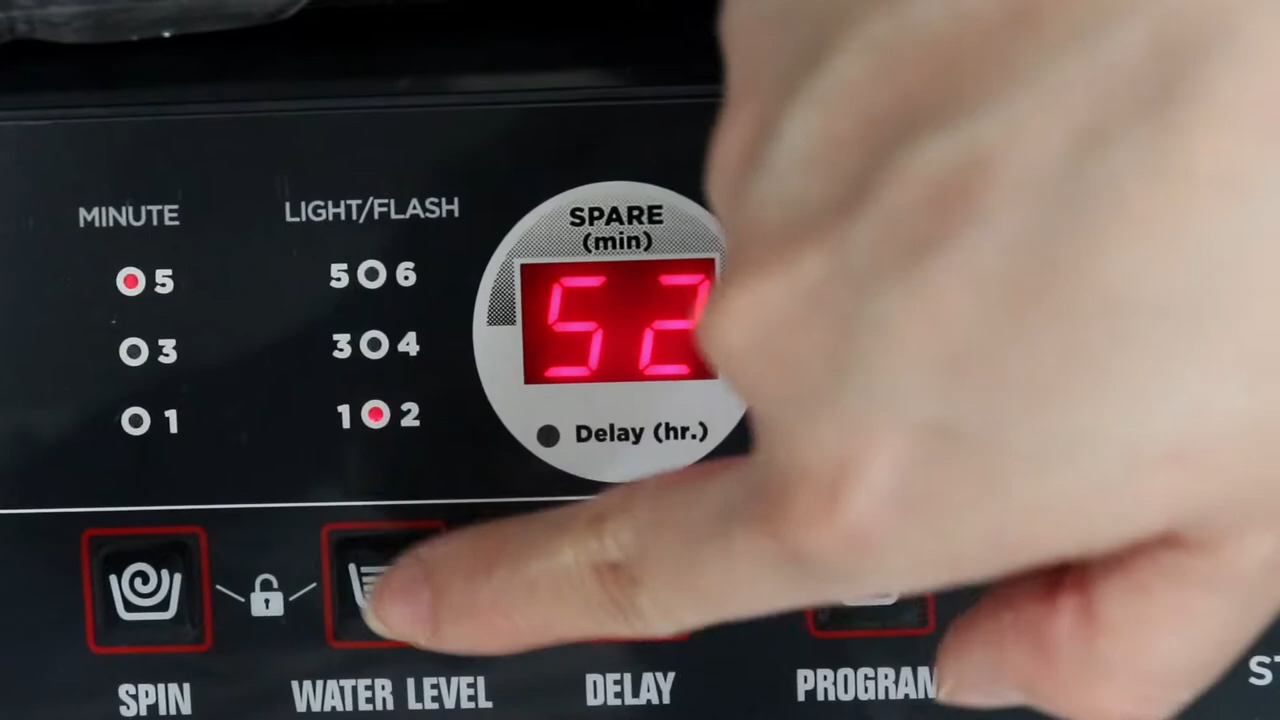 MINUTE
5
3
1
LIGHT/FLASH
5 6
3 4
1 2
SPARE
(min)
52
Delay (hr.)
SPIN
WATER LEVEL
DELAY